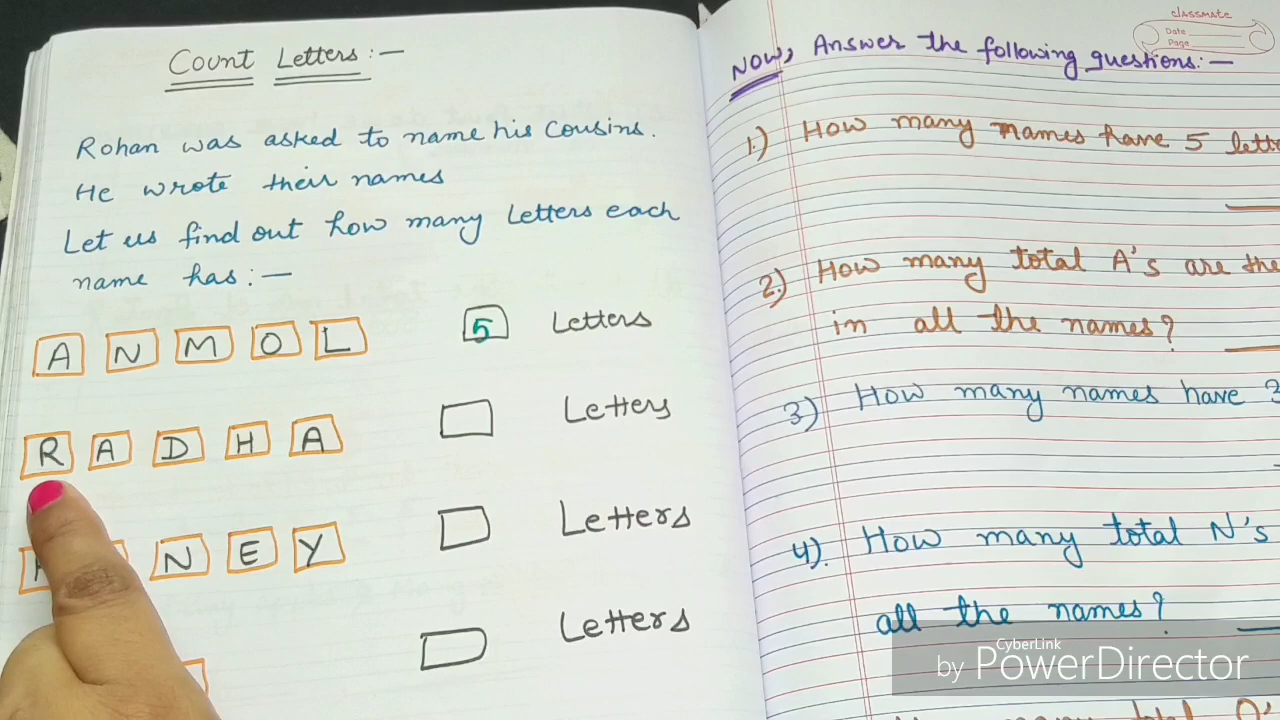 Count Letters:-
Rohan was asked to name his Cousins.
He wrote their names
Let us find out how many Letters each
name has:-
A N M O L 5 Letters
R A D H A Letters
N E Y Letters
Letters
classmate
Date
Page
NOW, Answer the following questions:-
1.) How many names have 5
2.) How many total A's are
in all the names?
3) How many names have 3
4). How many total N's
all the names?
many total
CyberLink
by PowerDirector